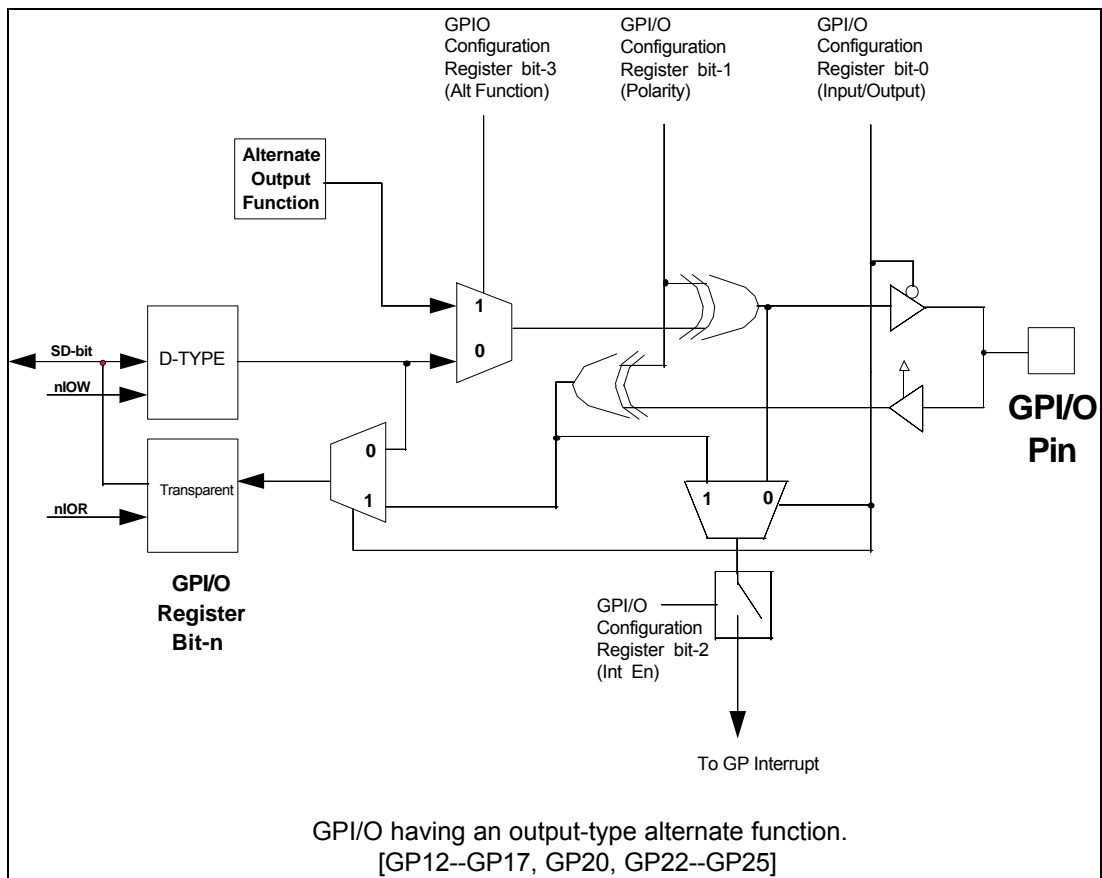 GPIO
Configuration
Register bit-3
(Alt Function)
GPI/O
Configuration
Register bit-1
(Polarity)
GPI/O
Configuration
Register bit-0
(Input/Output)
Alternate
Output
Function
1
0
SD-bit
D-TYPE
nIOW
0
1
Transparent
nIOR
1 0
GPI/O
Pin
GPI/O
Register
Bit-n
GPI/O
Configuration
Register bit-2
(Int En)
To GP Interrupt
GPI/O having an output-type alternate function.
[GP12--GP17, GP20, GP22--GP25]